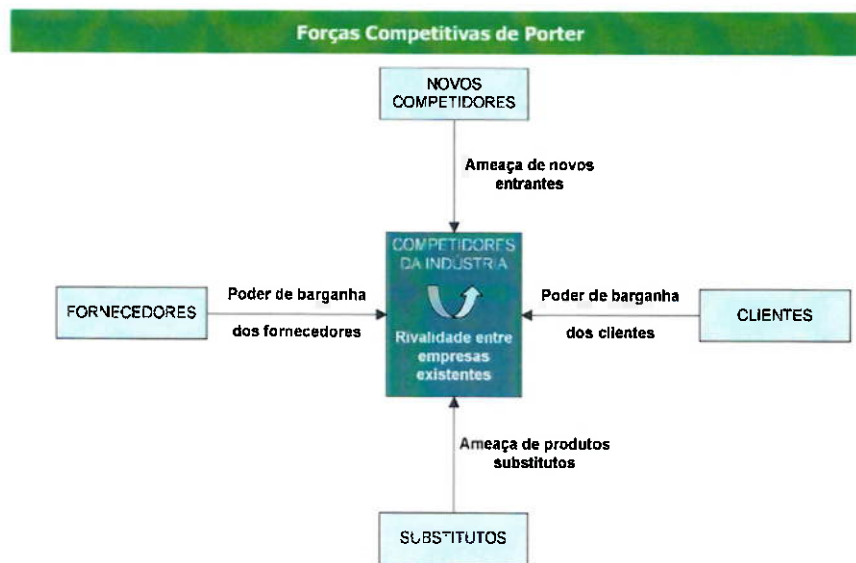 Forças Competitivas de Porter
NOVOS
COMPETIDORES
Ameaça de novos
entrantes
COMPETIDORES
DA INDÚSTRIA
Rivalidade entre
empresas
existentes
FORNECEDORES
Poder de barganha
dos fornecedores
Poder de barganha
dos clientes
CLIENTES
Ameaça de produtos
substitutos
SUBSTITUTOS